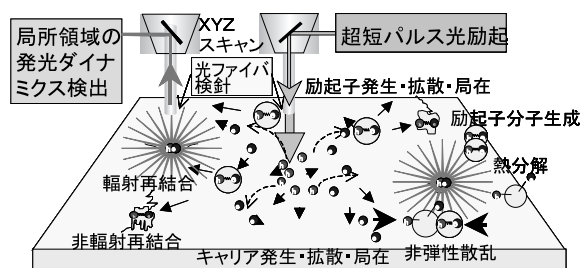 局所領域の
発光ダイナ
ミクス検出
XYZ
スキャン
超短パルス光励起
光ファイバ
検針
励起子発生・拡散・局在
励起子分子生成
熱分解
輻射再結合
非輻射再結合
キャリア発生・拡散・局在
非弾性散乱